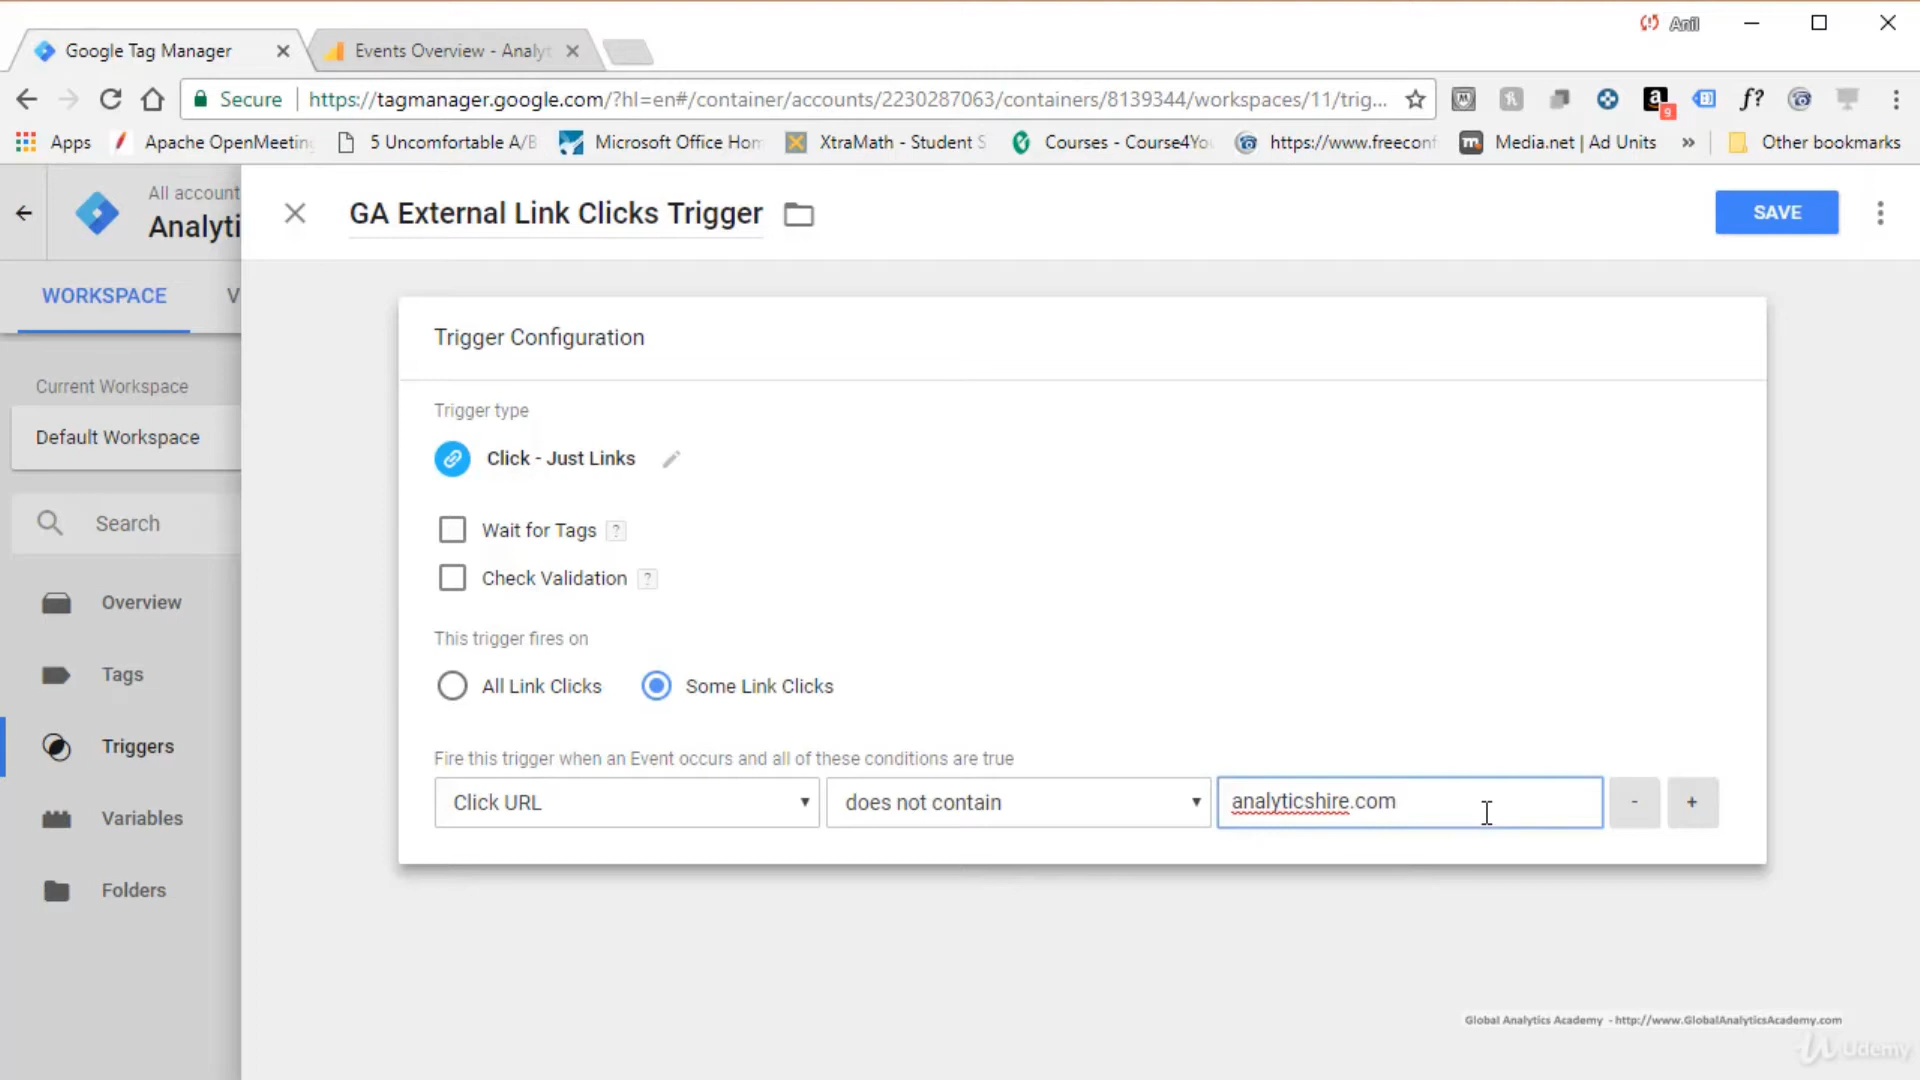 Anil
Google Tag Manager
Events Overview - Analyt
Secure
https://tagmanager.google.com/?hl=en#/container/accounts/2230287063/containers/8139344/workspaces/11/trig...
f?
a
9
Apps
Apache OpenMeeting
5 Uncomfortable A/B
Microsoft Office Hom
XtraMath - Student S
Courses - Course4Yo
https://www.freeconf
Media.net | Ad Units
»
Other bookmarks
All account
Analyti
GA External Link Clicks Trigger
SAVE
WORKSPACE
V
Trigger Configuration
Current Workspace
Default Workspace
Trigger type
Click - Just Links
Search
Wait for Tags ?
Check Validation ?
Overview
This trigger fires on
Tags
All Link Clicks
Some Link Clicks
Triggers
Fire this trigger when an Event occurs and all of these conditions are true
Click URL
does not contain
analyticshire.com
-
+
Variables
Folders
Global Analytics Academy - http://www.GlobalAnalyticsAcademy.com
Udemy